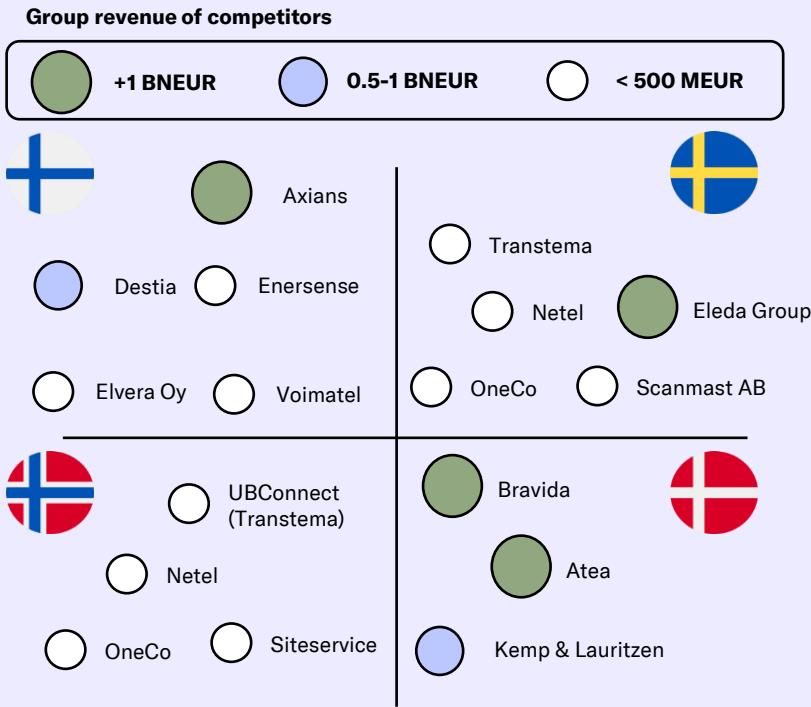 Group revenue of competitors
+1 BNEUR
0.5-1 BNEUR
< 500 MEUR
Axians
Destia
Enersense
Elvera Oy
Voimatel
Transtema
Netel
Eleda Group
OneCo
Scanmast AB
UBConnect
(Transtema)
Netel
OneCo
Siteservice
Bravida
Atea
Kemp & Lauritzen